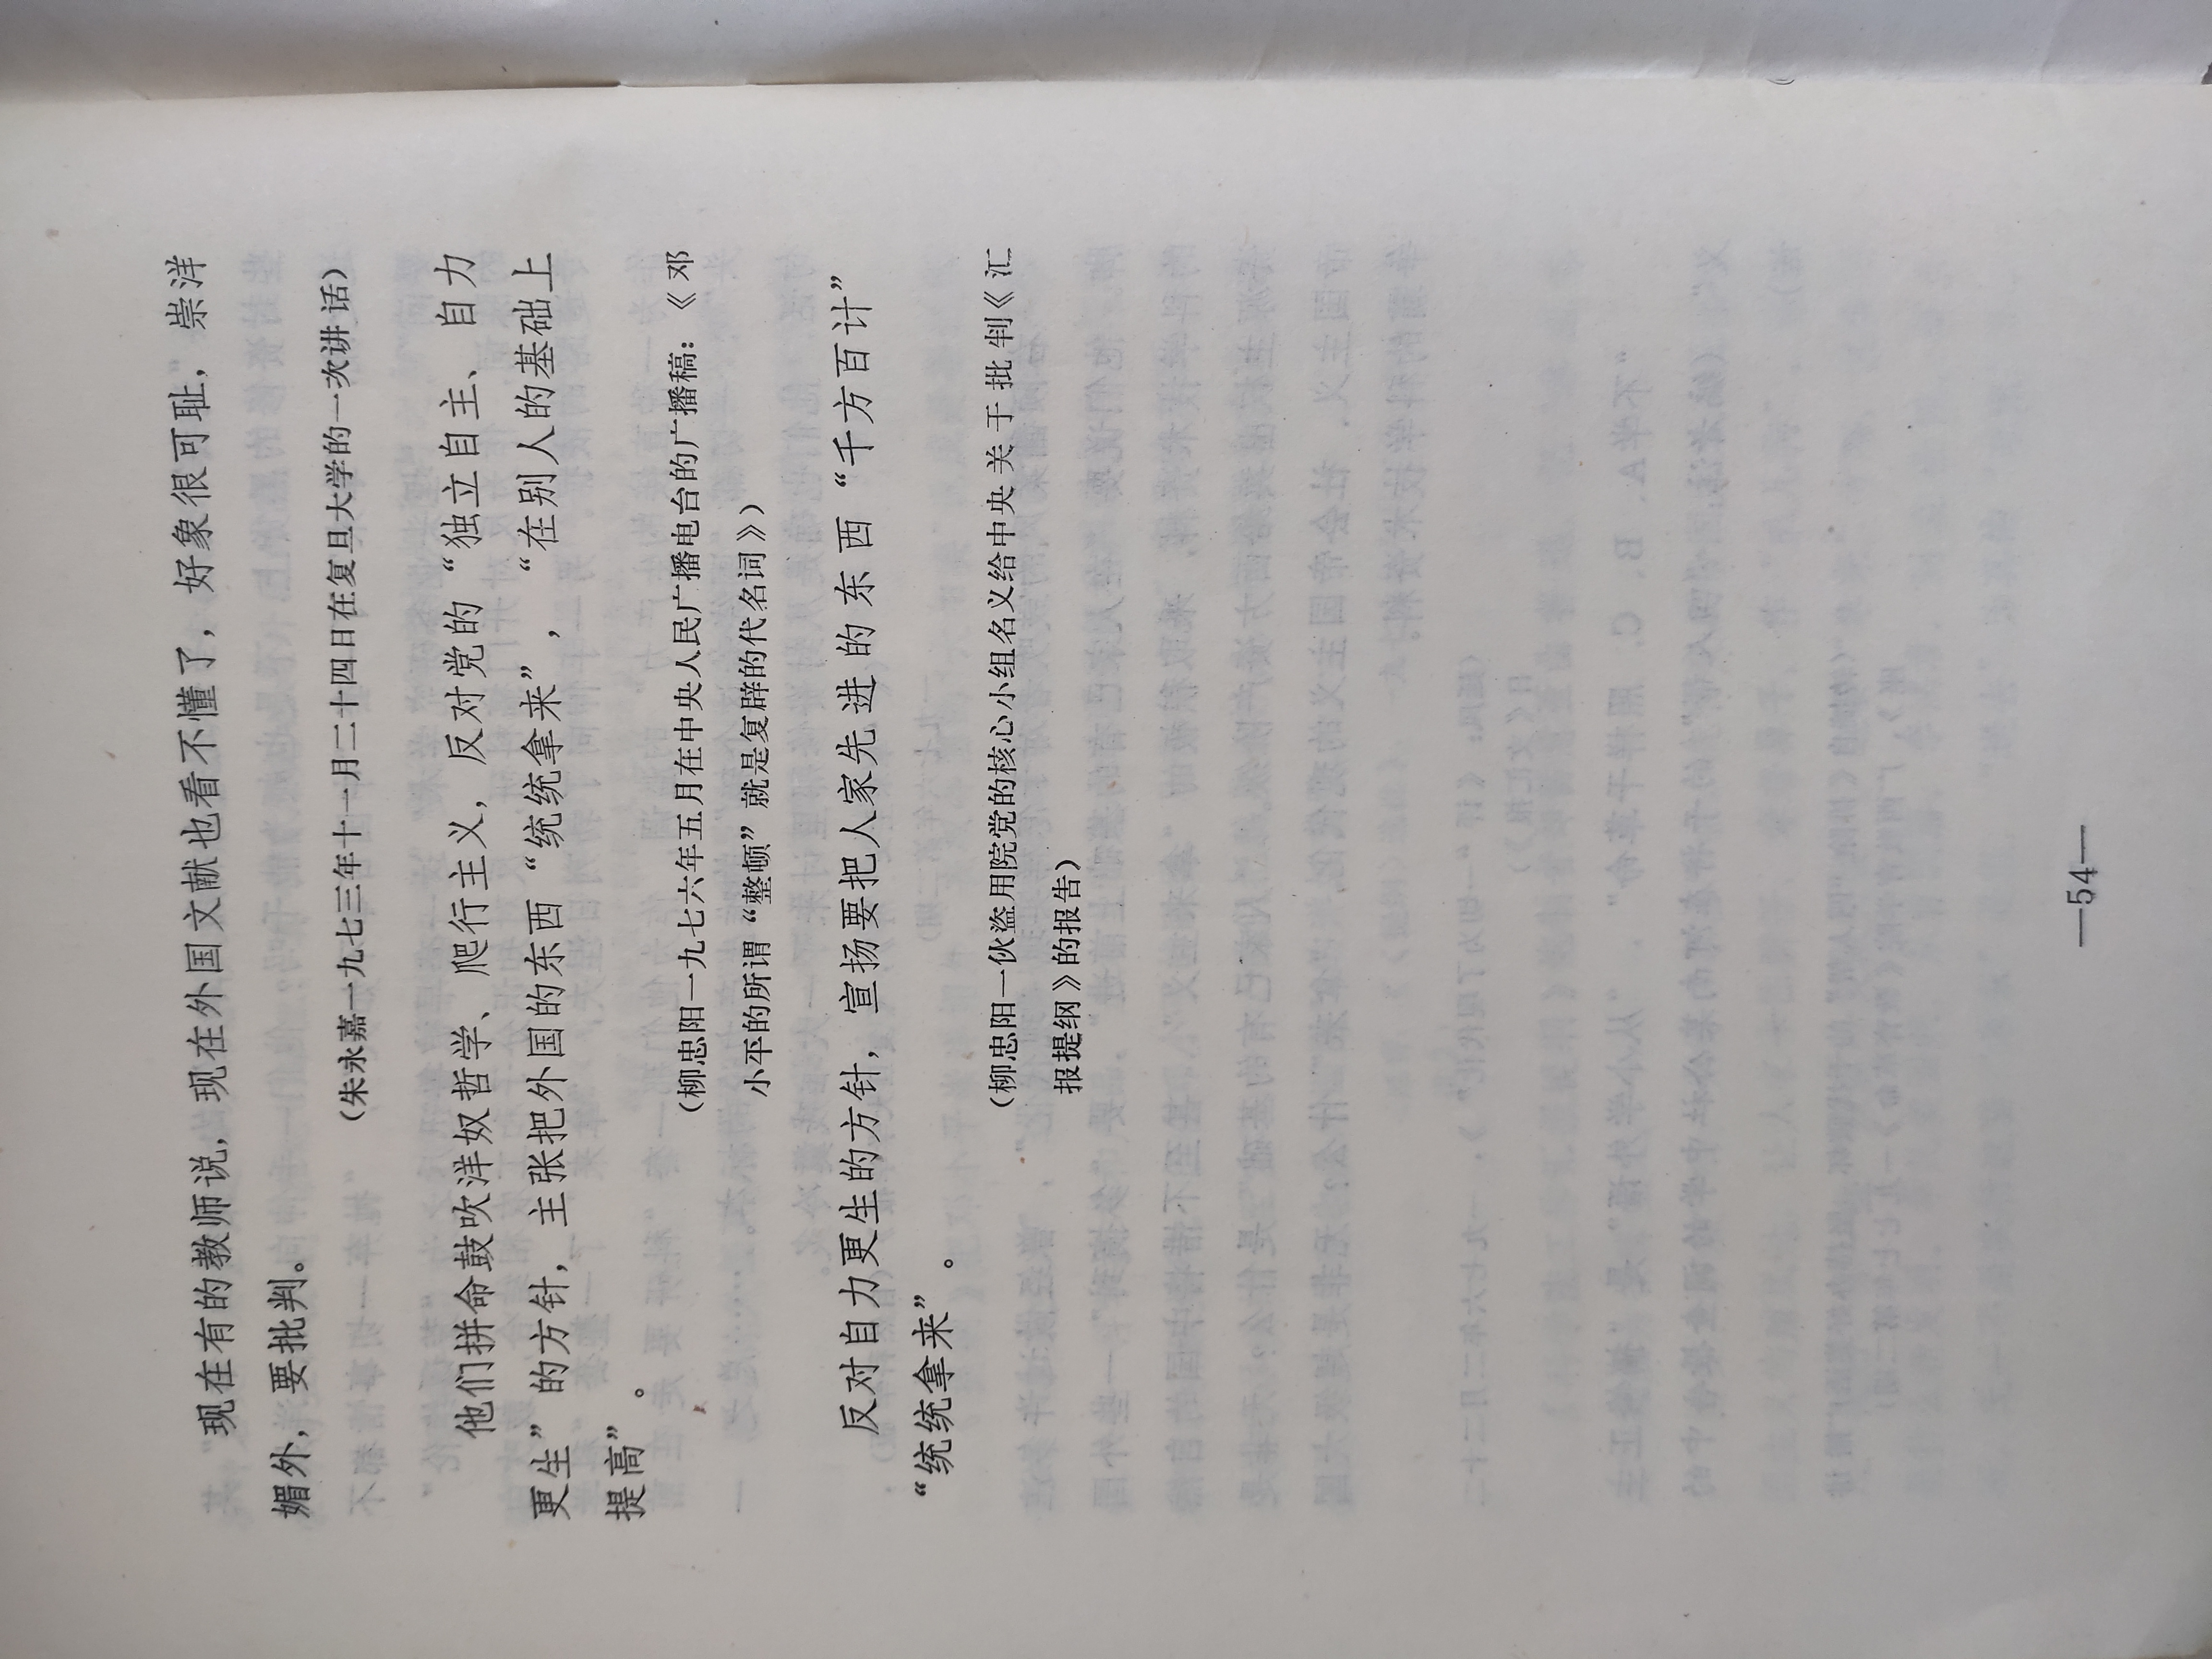 现在有的教师说，现在外国文献也看不懂了，好象很可耻，崇洋
媚外，要批判。
（朱永嘉一九七三年十一月二十四日在复旦大学的一次讲话）
他们拼命鼓吹洋奴哲学、爬行主义，反对党的“独立自主、自力
更生”的方针，主张把外国的东西“统统拿来”，“在别人的基础上
提高”。
（柳忠阳一九七六年五月在中央人民广播电台的广播稿：《邓
小平的所谓“整顿”就是复辟的代名词》）
反对自力更生的方针，宣扬要把人家先进的东西“千方百计”
“统统拿来”。
（柳忠阳一伙盗用院党的核心小组名义给中央关于批判《汇
报提纲》的报告）
—54—